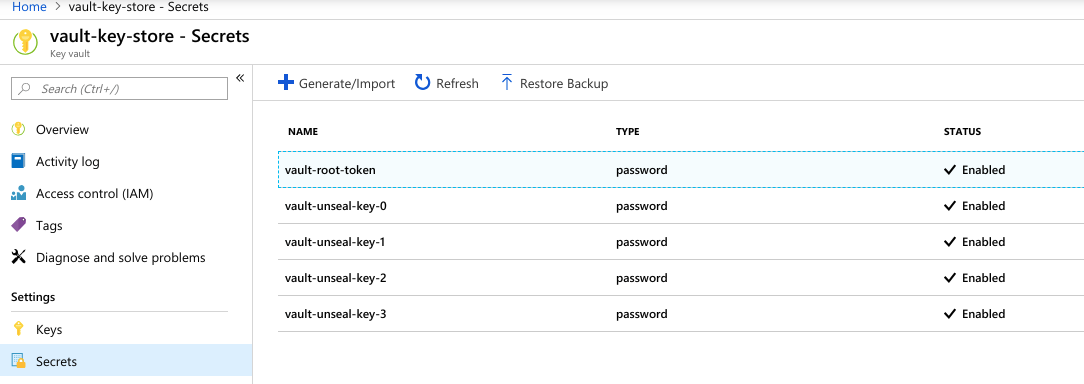 Home > vault-key-store - Secrets
vault-key-store - Secrets
Key vault
Search (Ctrl+/)
«
Overview
Activity log
Access control (IAM)
Tags
Diagnose and solve problems
Settings
Keys
Secrets
Generate/Import Refresh Restore Backup
NAME TYPE STATUS
vault-root-token password Enabled
vault-unseal-key-0 password Enabled
vault-unseal-key-1 password Enabled
vault-unseal-key-2 password Enabled
vault-unseal-key-3 password Enabled